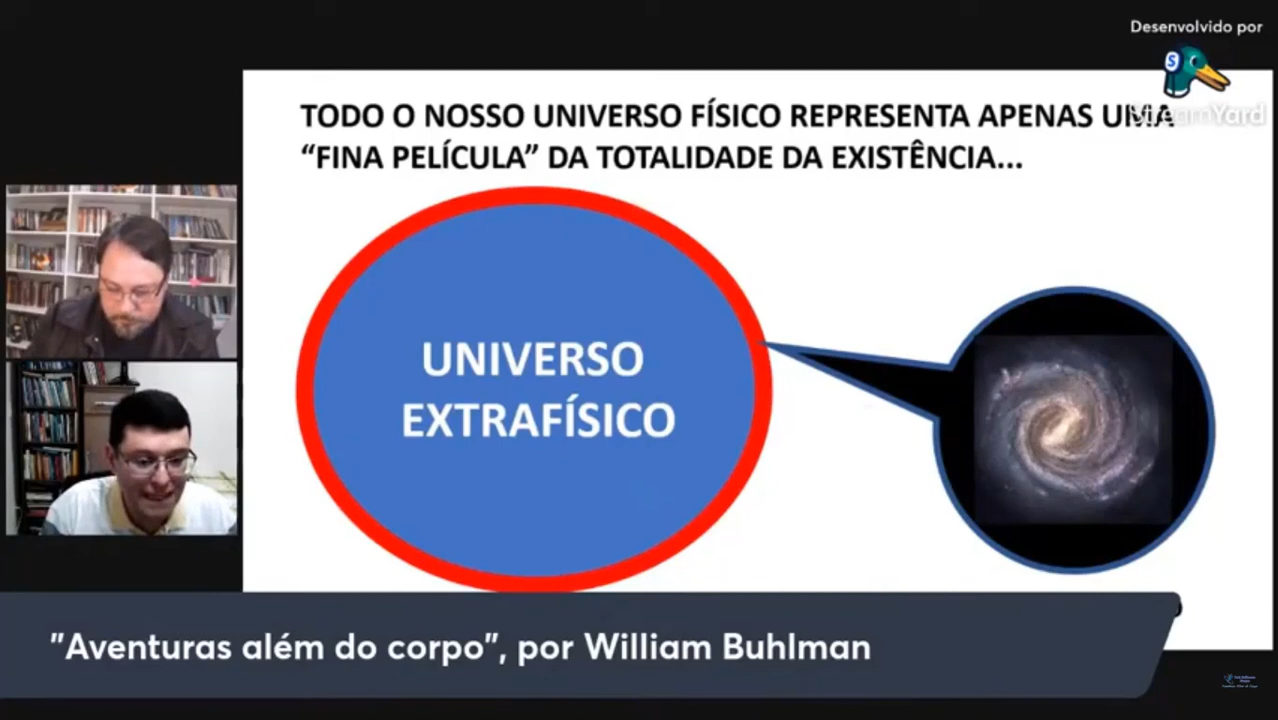 Desenvolvido por
StreamYard
TODO O NOSSO UNIVERSO FÍSICO REPRESENTA APENAS UMA
“FINA PELÍCULA” DA TOTALIDADE DA EXISTÊNCIA...
UNIVERSO
EXTRAFÍSICO
"Aventuras além do corpo", por William Buhlman